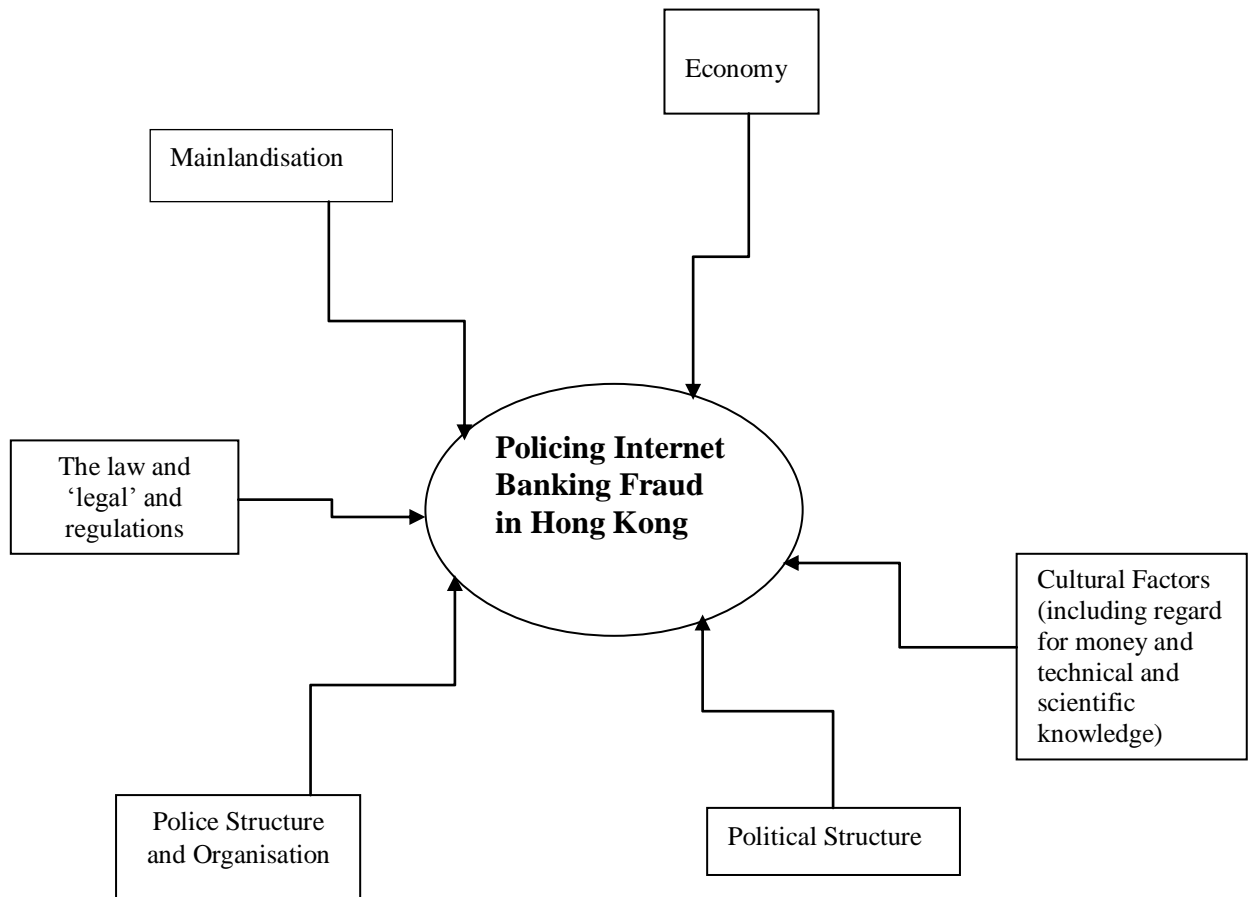 Economy
Mainlandisation
Policing Internet
Banking Fraud
in Hong Kong
The law and
‘legal’ and
regulations
Cultural Factors
(including regard
for money and
technical and
scientific
knowledge)
Police Structure
and Organisation
Political Structure